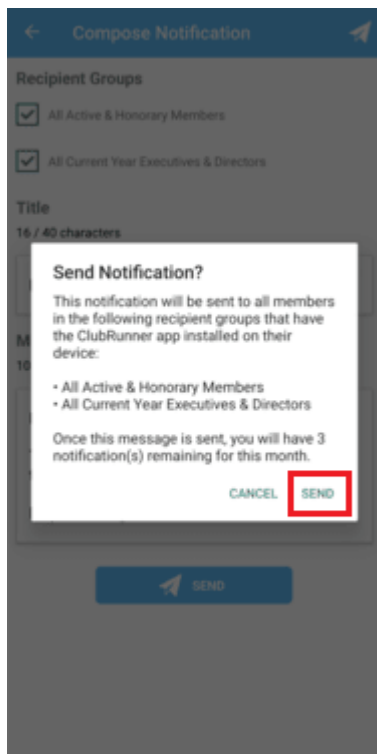 Compose Notification
Recipient Groups
All Active & Honorary Members
All Current Year Executives & Directors
Title
16 / 40 characters
Send Notification?
This notification will be sent to all members
in the following recipient groups that have
the ClubRunner app installed on their
device:
• All Active & Honorary Members
• All Current Year Executives & Directors
Once this message is sent, you will have 3
notification(s) remaining for this month.
CANCEL SEND
SEND